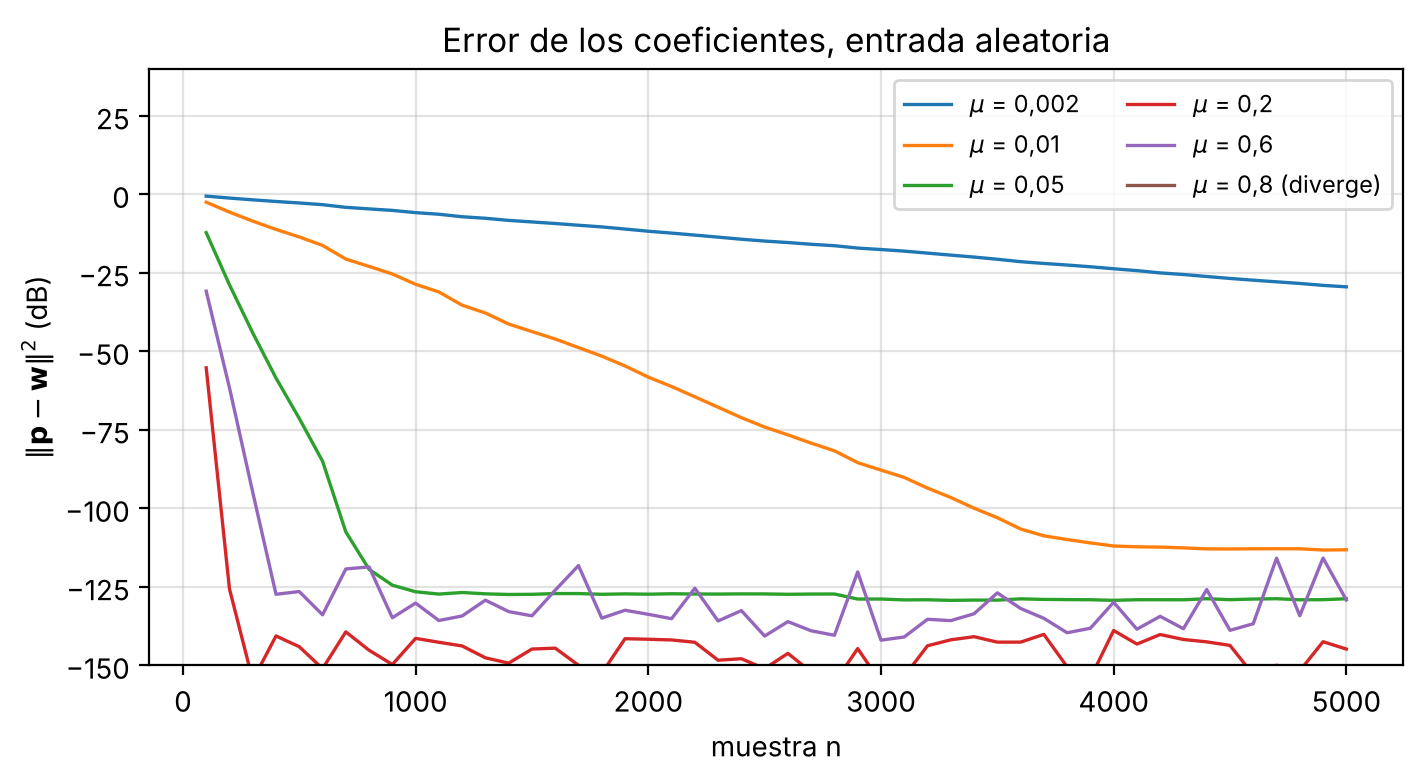 Error de los coeficientes, entrada aleatoria
μ = 0,002
μ = 0,01
μ = 0,05
μ = 0,2
μ = 0,6
μ = 0,8 (diverge)
25
0
−25
−50
−75
−100
−125
−150
‖p − w‖² (dB)
0 1000 2000 3000 4000 5000
muestra n